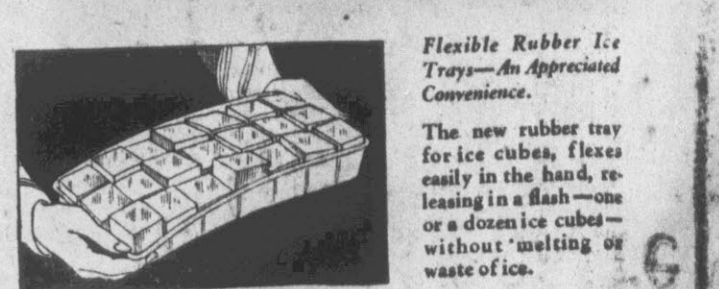 Flexible Rubber Ice
Trays—An Appreciated
Convenience.
The new rubber tray
for ice cubes, flexes
easily in the hand, re-
leasing in a flash—one
or a dozen ice cubes—
without melting or
waste of ice.